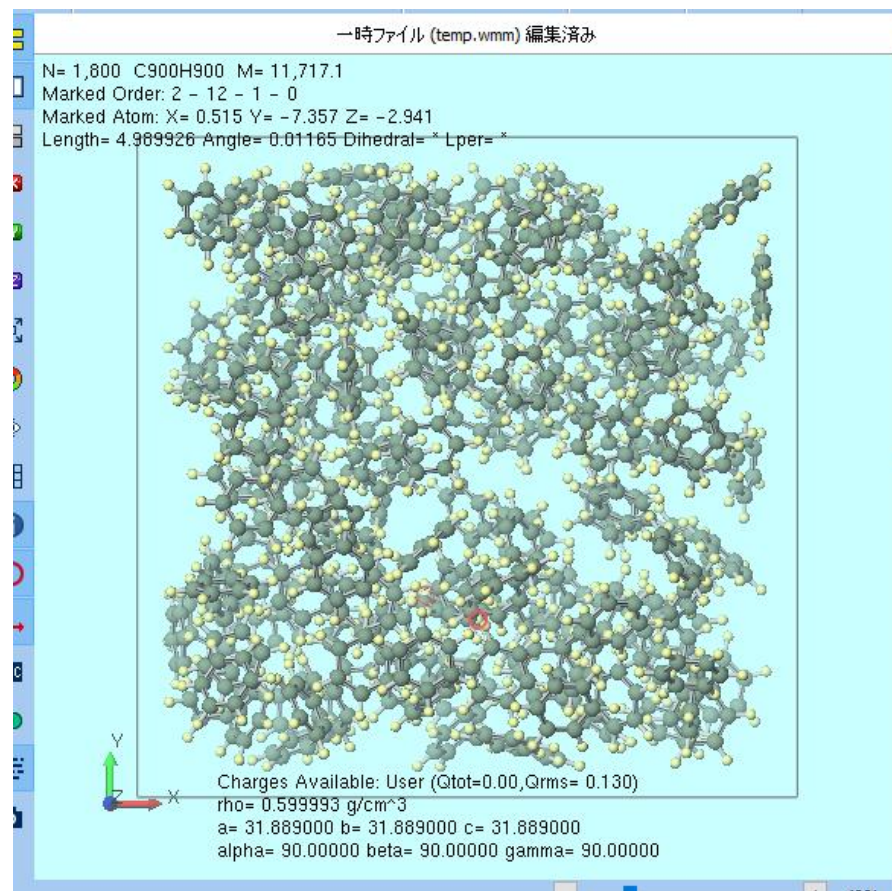 一時ファイル (temp.wmm) 編集済み
N= 1,800 C900H900 M= 11,717.1
Marked Order: 2 - 12 - 1 - 0
Marked Atom: X= 0.515 Y= -7.357 Z= -2.941
Length= 4.989926 Angle= 0.01165 Dihedral= * Lper= *
Y
Z X
Charges Available: User (Qtot=0.00,Qrms= 0.130)
rho= 0.599993 g/cm^3
a= 31.889000 b= 31.889000 c= 31.889000
alpha= 90.00000 beta= 90.00000 gamma= 90.00000